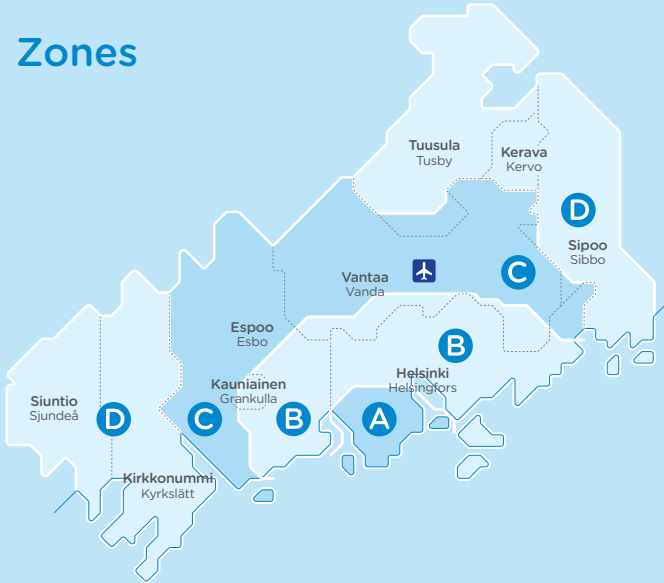 Zones
Tuusula
Tusby
Kerava
Kervo
D
Sipoo
Sibbo
C
Vantaa
Vanda
Espoo
Esbo
B
Helsinki
Helsingfors
Kauniainen
Grankulla
Siuntio
Sjundeå
D
C
B
A
Kirkkonummi
Kyrkslätt